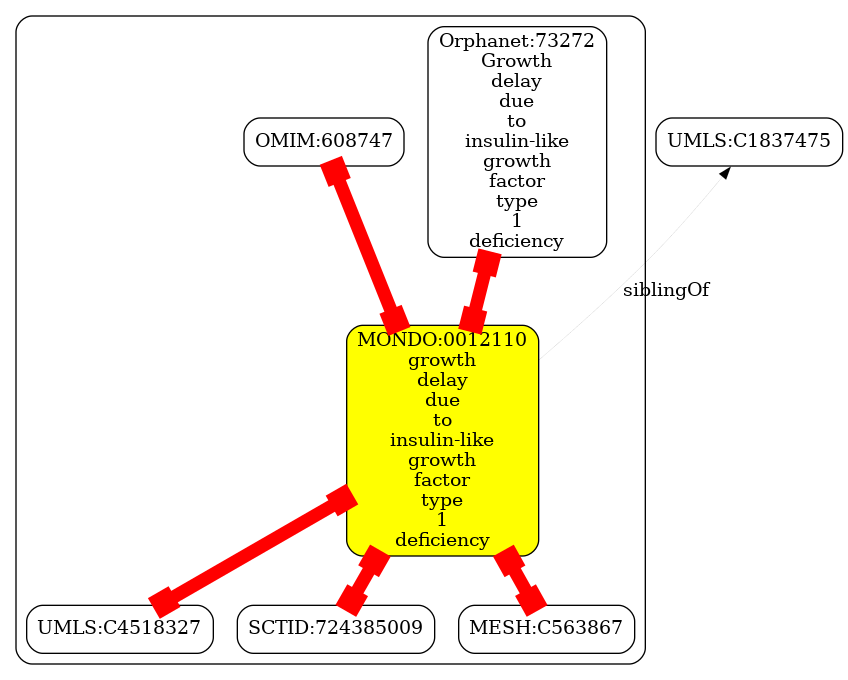 Orphanet:73272
Growth
delay
due
to
insulin-like
growth
factor
type
1
deficiency
OMIM:608747
UMLS:C1837475
siblingOf
MONDO:0012110
growth
delay
due
to
insulin-like
growth
factor
type
1
deficiency
UMLS:C4518327
SCTID:724385009
MESH:C563867